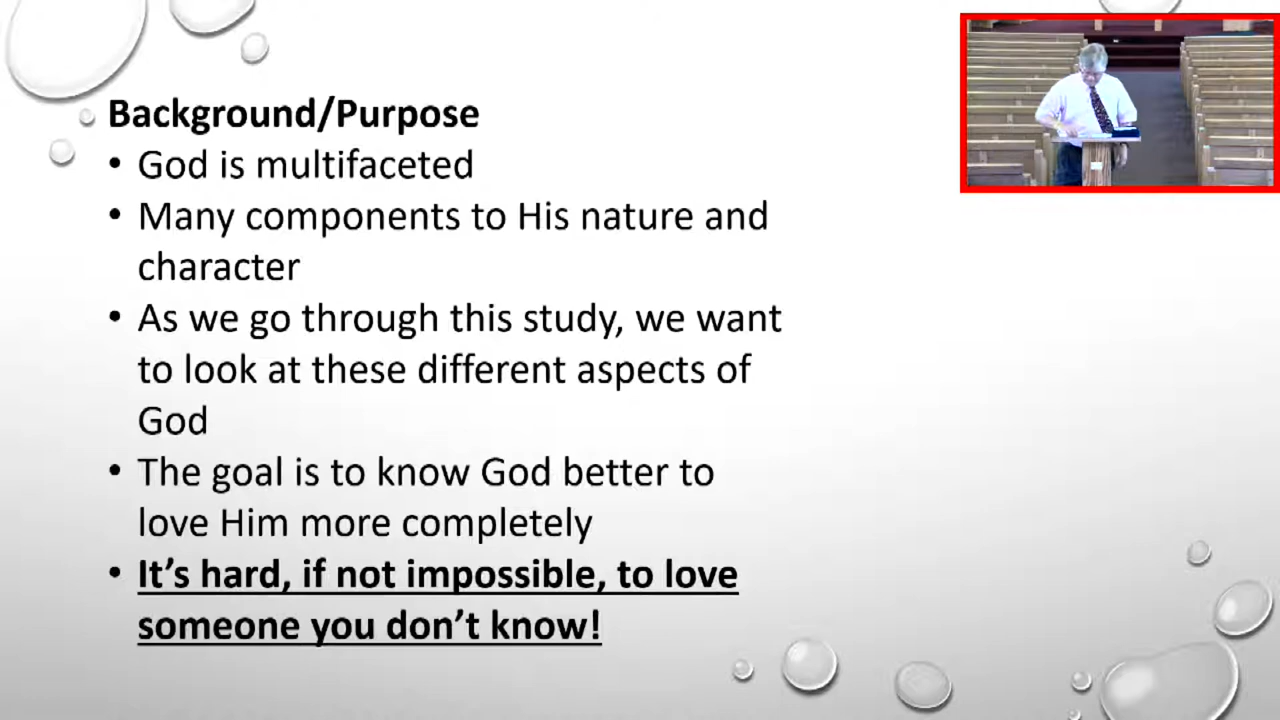 Background/Purpose
• God is multifaceted
• Many components to His nature and
character
• As we go through this study, we want
to look at these different aspects of
God
• The goal is to know God better to
love Him more completely
• It’s hard, if not impossible, to love
someone you don’t know!